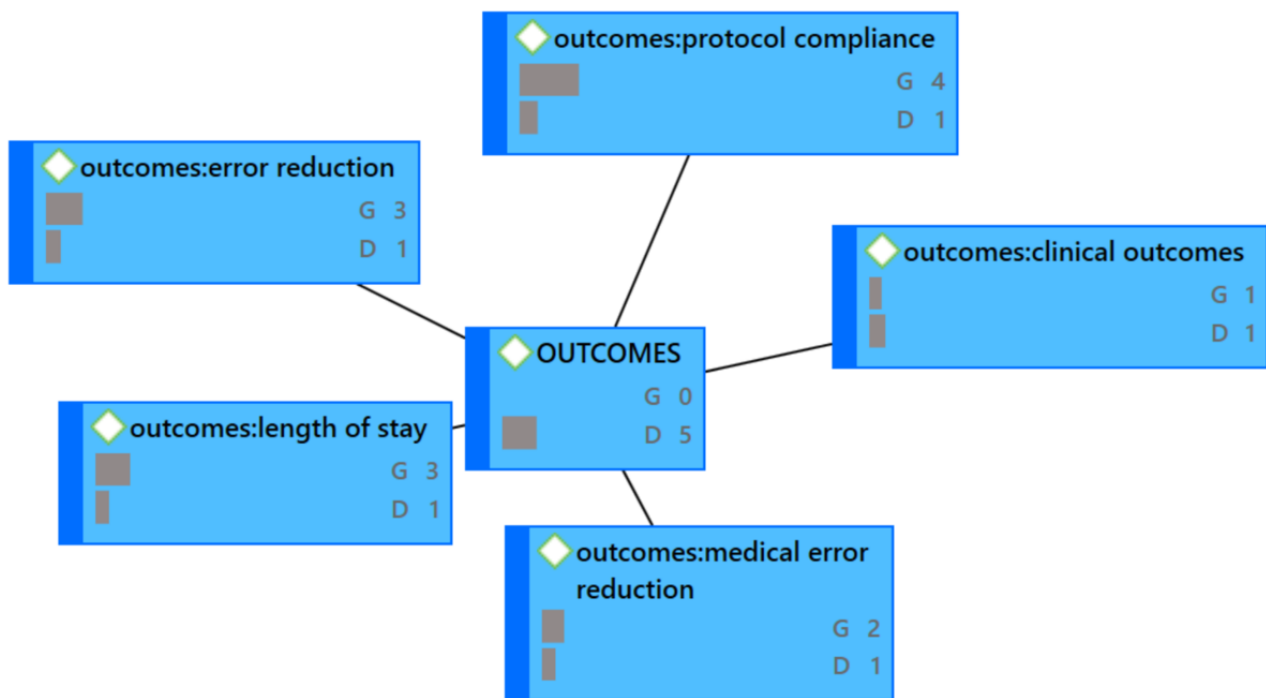 outcomes:protocol compliance
G 4
D 1
outcomes:error reduction
G 3
D 1
outcomes:clinical outcomes
G 1
D 1
OUTCOMES
G 0
D 5
outcomes:length of stay
G 3
D 1
outcomes:medical error
reduction
G 2
D 1